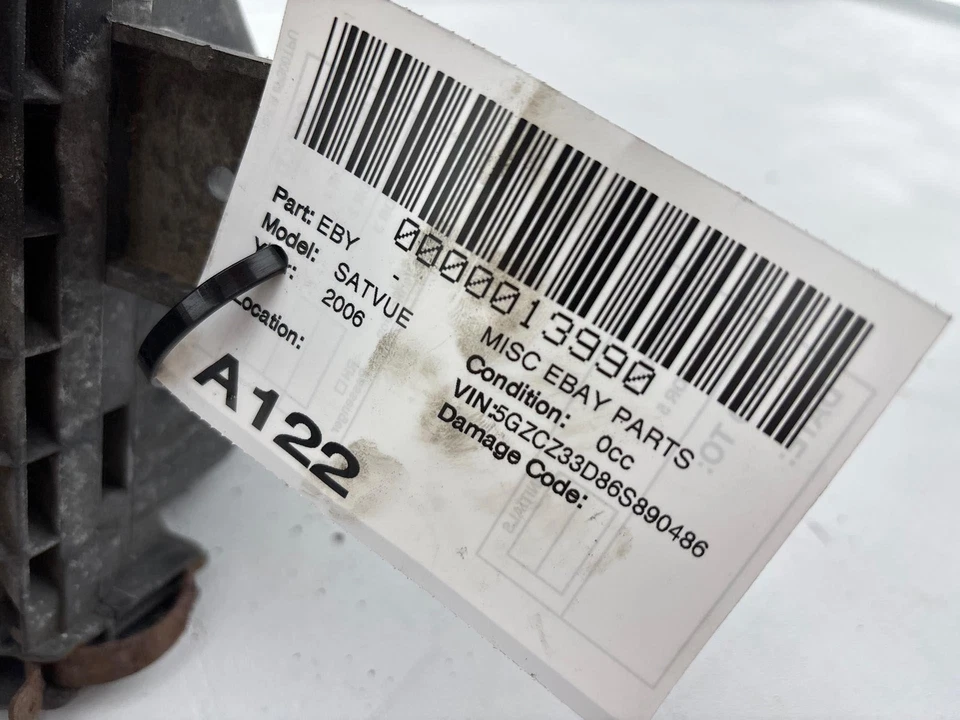 0000013990
Part: EBY - MISC EBAY PARTS
Model: SATVUE Condition: 0cc
2006 VIN:5GZCZ33D86S890486
Location: Damage Code:
A122